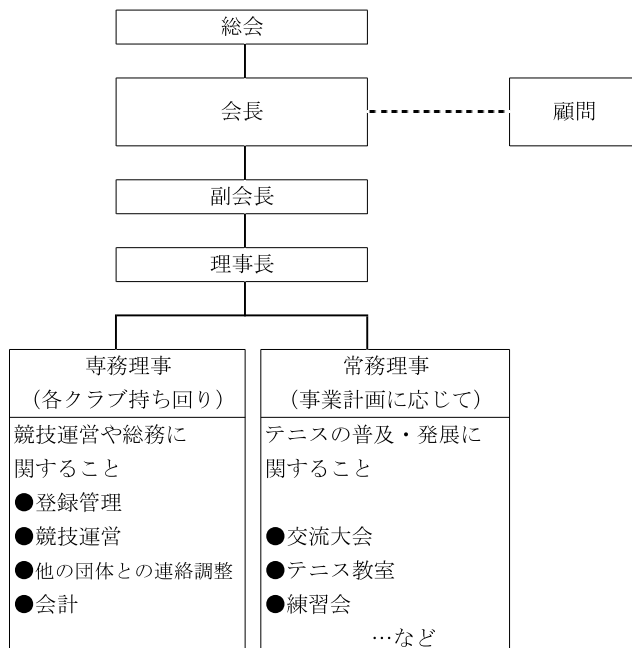 総会
会長
顧問
副会長
理事長
専務理事
（各クラブ持ち回り）
競技運営や総務に
関すること
●登録管理
●競技運営
●他の団体との連絡調整
●会計
常務理事
（事業計画に応じて）
テニスの普及・発展に
関すること
●交流大会
●テニス教室
●練習会
…など